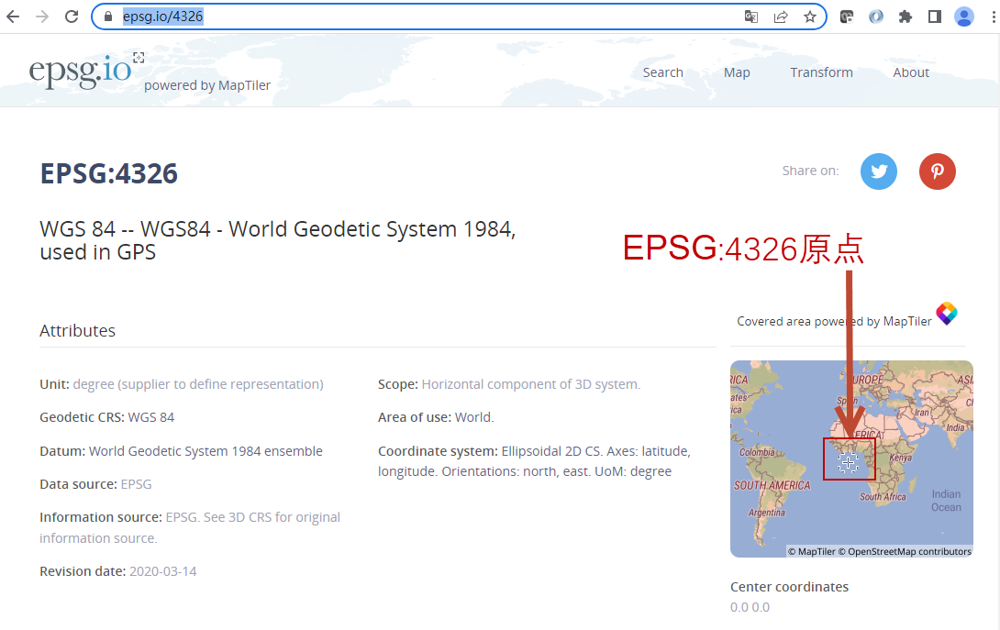 epsg.io/4326
epsg.io
powered by MapTiler
Search
Map
Transform
About
EPSG:4326
Share on:
WGS 84 -- WGS84 - World Geodetic System 1984,
used in GPS
EPSG:4326原点
Attributes
Covered area powered by MapTiler
Unit: degree (supplier to define representation)
Geodetic CRS: WGS 84
Datum: World Geodetic System 1984 ensemble
Data source: EPSG
Information source: EPSG. See 3D CRS for original
information source.
Revision date: 2020-03-14
Scope: Horizontal component of 3D system.
Area of use: World.
Coordinate system: Ellipsoidal 2D CS. Axes: latitude,
longitude. Orientations: north, east. UoM: degree
RICA
ates
ica
EUROPE
ASI
Spain
Iran
Ch
India
FRICA
Colombia
Kenya
SOUTH AMERICA
South Africa
Argentina
Indian
Ocean
© MapTiler © OpenStreetMap contributors
Center coordinates
0.0 0.0